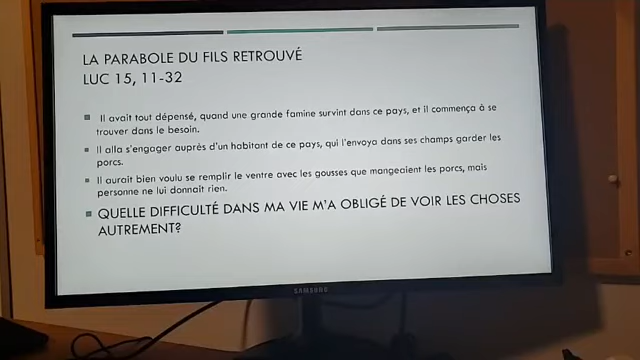 LA PARABOLE DU FILS RETROUVÉ
LUC 15, 11-32
Il avait tout dépensé, quand une grande famine survint dans ce pays, et il commença à se
trouver dans le besoin.
Il alla s'engager auprès d'un habitant de ce pays, qui l'envoya dans ses champs garder les
porcs.
Il aurait bien voulu se remplir le ventre avec les gousses que mangeaient les porcs, mais
personne ne lui donnait rien.
QUELLE DIFFICULTÉ DANS MA VIE M'A OBLIGÉ DE VOIR LES CHOSES
AUTREMENT?
SAMSUNG